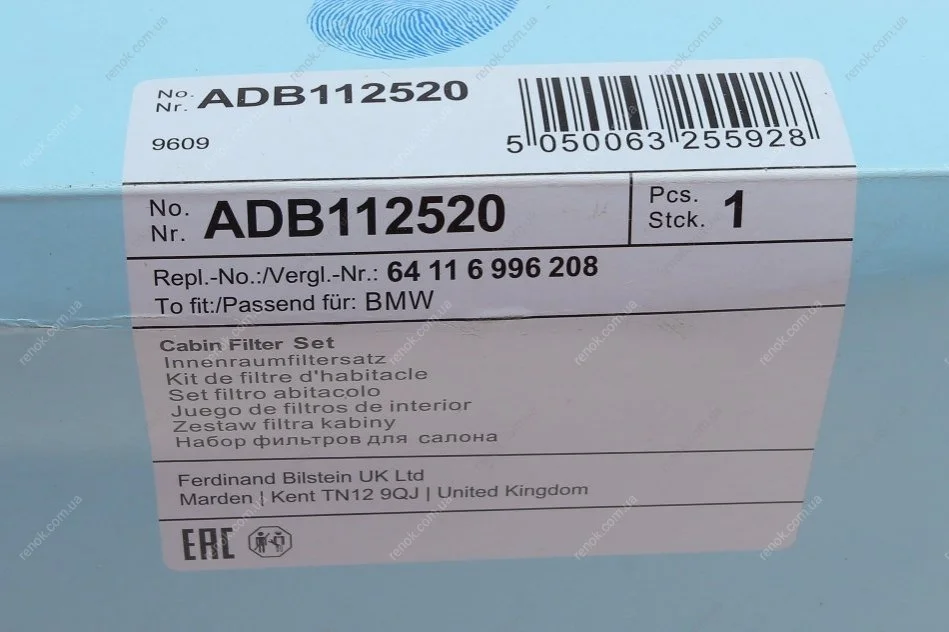 No.
Nr. ADB112520
9609
5 050063 255928
No.
Nr. ADB112520
Pcs.
Stck. 1
Repl.-No.:/Vergl.-Nr.: 64 11 6 996 208
To fit:/Passend für: BMW
Cabin Filter Set
Innenraumfiltersatz
Kit de filtre d'habitacle
Set filtro abitacolo
Juego de filtros de interior
Zestaw filtra kabiny
Набор фильтров для салона
Ferdinand Bilstein UK Ltd
Marden | Kent TN12 9QJ | United Kingdom
EAC
renok.com.ua